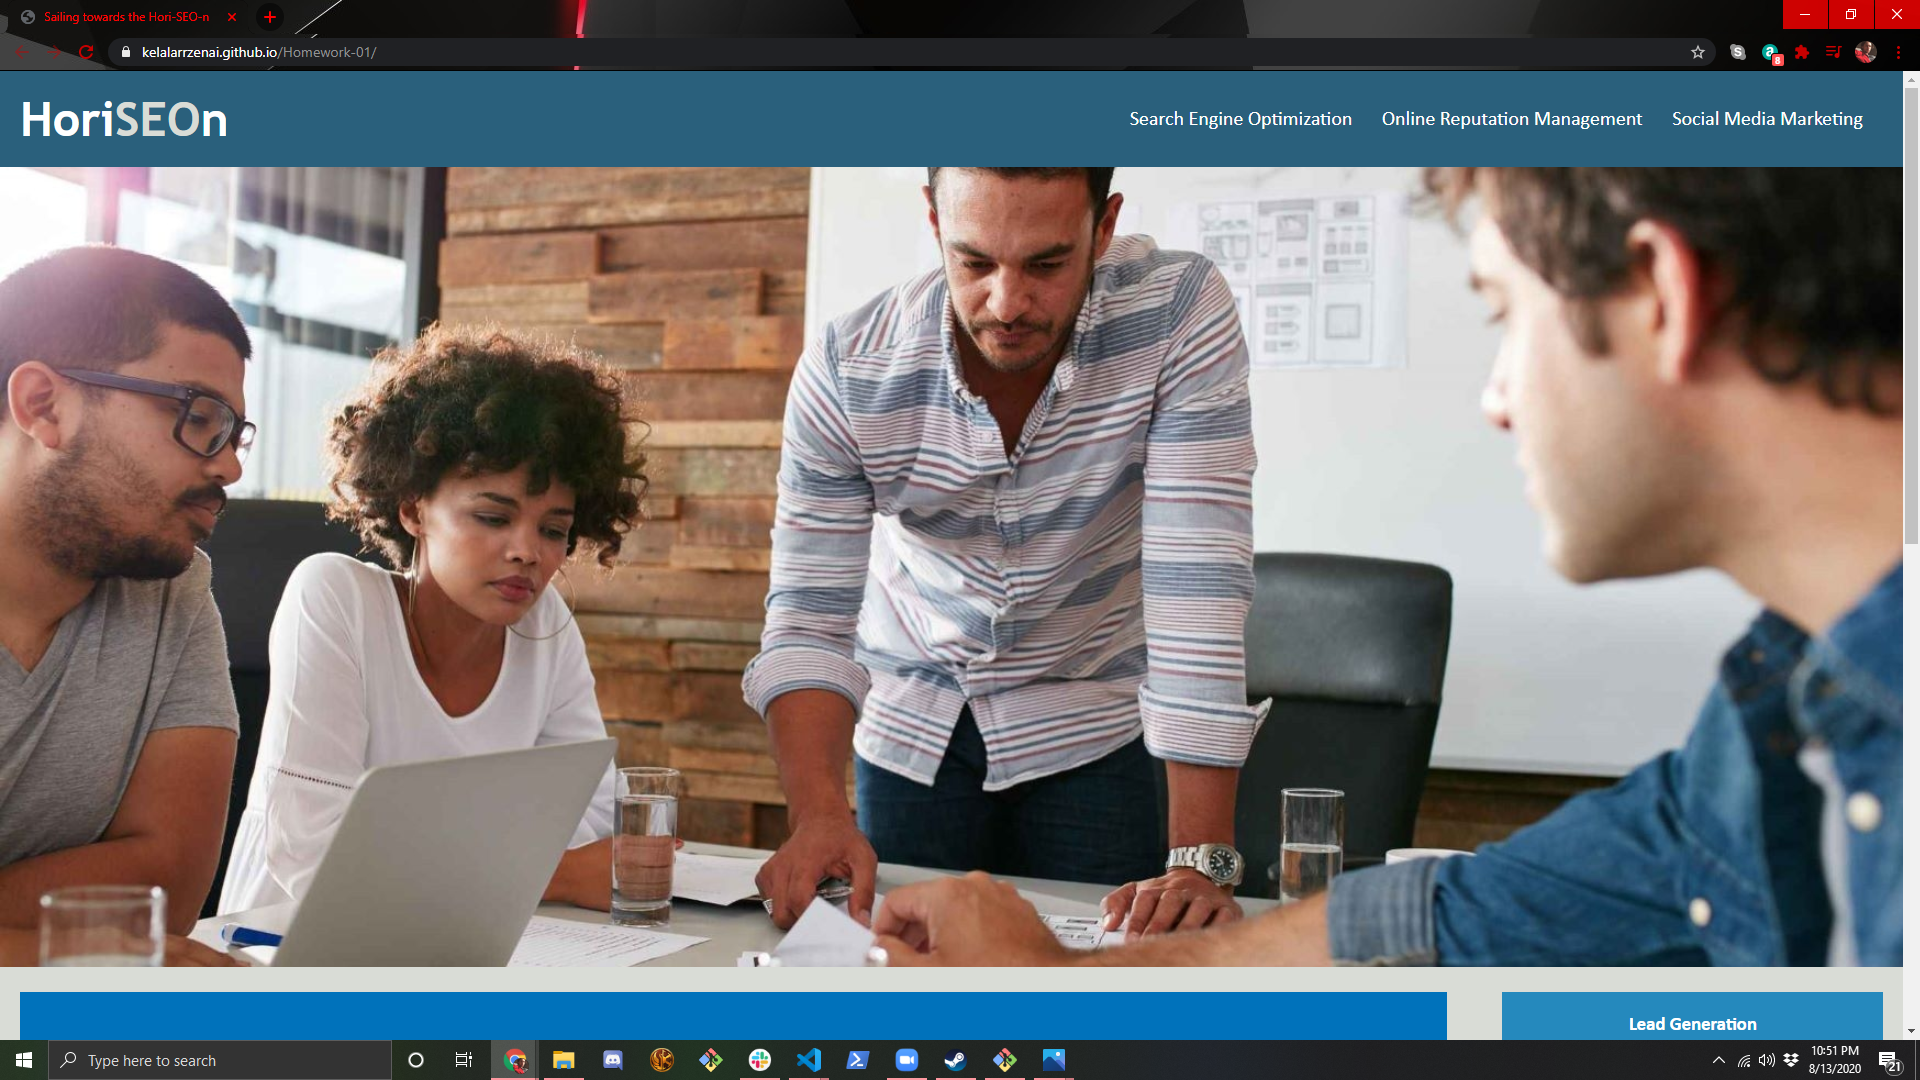 Sailing towards the Hori-SEO-n
kelalarrzenai.github.io/Homework-01/
8
HoriSEOn
Search Engine Optimization
Online Reputation Management
Social Media Marketing
Lead Generation
Type here to search
10:51 PM
8/13/2020
21